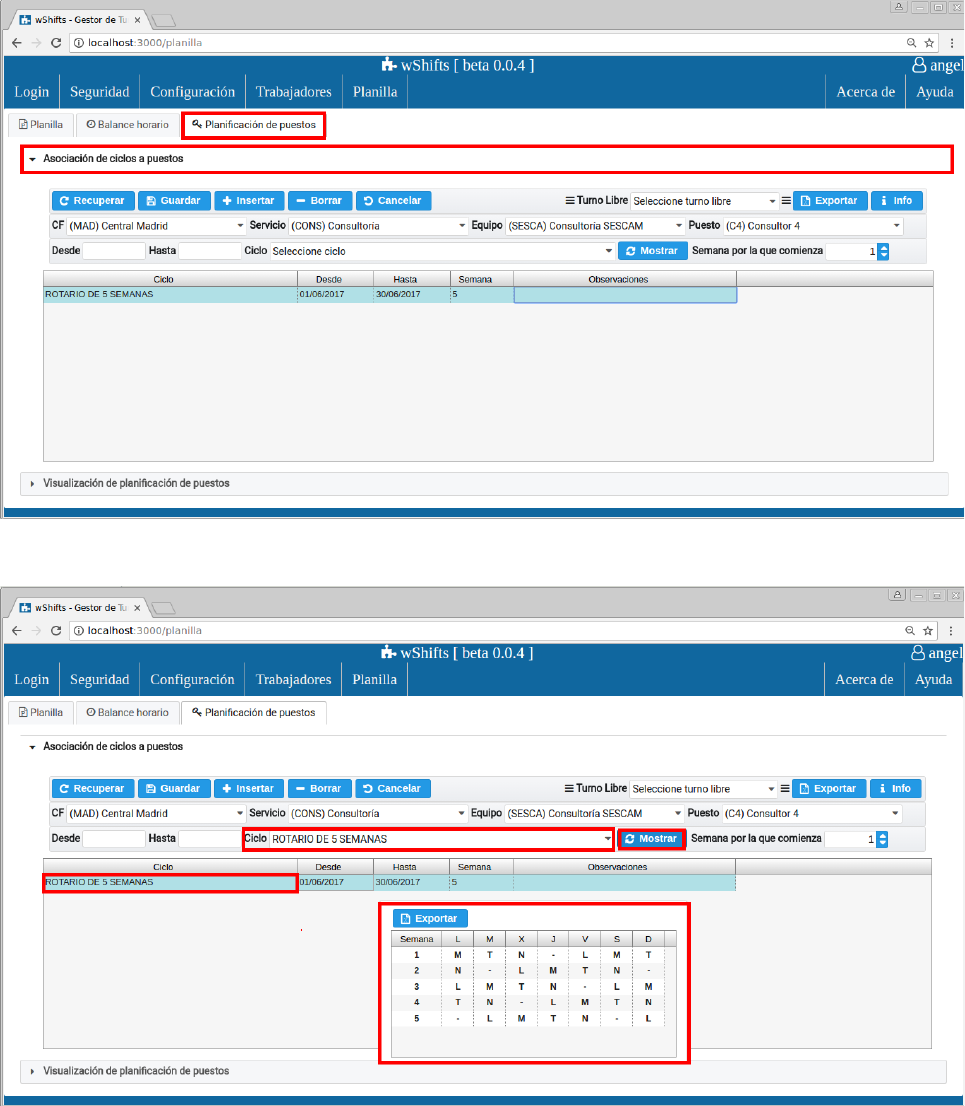 wShifts - Gestor de Tu
localhost:3000/planilla
wShifts [ beta 0.0.4 ]
angel
Login Seguridad Configuración Trabajadores Planilla Acerca de Ayuda
Planilla Balance horario Planificación de puestos
Asociación de ciclos a puestos
Recuperar Guardar Insertar Borrar Cancelar Turno Libre Seleccione turno libre Exportar Info
CF (MAD) Central Madrid Servicio (CONS) Consultoría Equipo (SESCA) Consultoría SESCAM Puesto (C4) Consultor 4
Desde Hasta Ciclo Seleccione ciclo Mostrar Semana por la que comienza 1
Ciclo Desde Hasta Semana Observaciones
ROTARIO DE 5 SEMANAS 01/06/2017 30/06/2017 5
Visualización de planificación de puestos
wShifts - Gestor de Tu
localhost:3000/planilla
wShifts [ beta 0.0.4 ]
angel
Login Seguridad Configuración Trabajadores Planilla Acerca de Ayuda
Planilla Balance horario Planificación de puestos
Asociación de ciclos a puestos
Recuperar Guardar Insertar Borrar Cancelar Turno Libre Seleccione turno libre Exportar Info
CF (MAD) Central Madrid Servicio (CONS) Consultoría Equipo (SESCA) Consultoría SESCAM Puesto (C4) Consultor 4
Desde Hasta Ciclo ROTARIO DE 5 SEMANAS Mostrar Semana por la que comienza 1
Ciclo Desde Hasta Semana Observaciones
ROTARIO DE 5 SEMANAS 01/06/2017 30/06/2017 5
Exportar
Semana L M X J V S D
1 M T N - L M T
2 N - L M T N -
3 L M T N - L M
4 T N - L M T N
5 - L M T N - L
Visualización de planificación de puestos